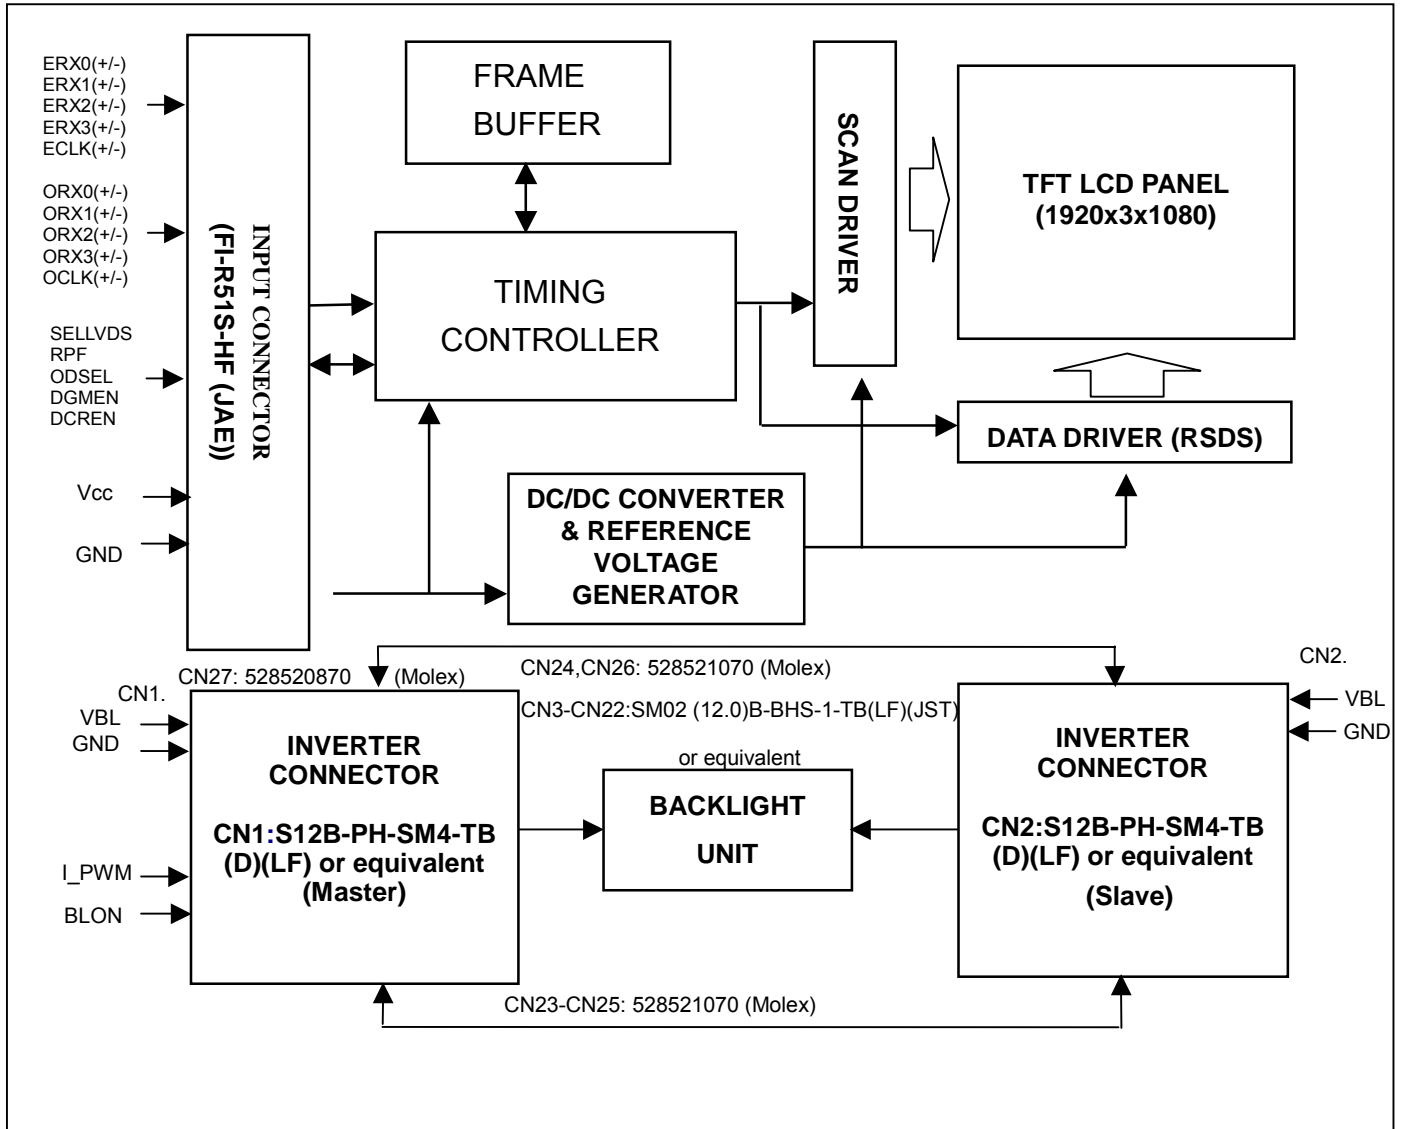 ERX0(+/-)
ERX1(+/-)
ERX2(+/-)
ERX3(+/-)
ECLK(+/-)
ORX0(+/-)
ORX1(+/-)
ORX2(+/-)
ORX3(+/-)
OCLK(+/-)
SELLVDS
RPF
ODSEL
DGMEN
DCREN
Vcc
GND
INPUT CONNECTOR
(FI-R51S-HF (JAE))
FRAME
BUFFER
TIMING
CONTROLLER
SCAN DRIVER
TFT LCD PANEL
(1920x3x1080)
DATA DRIVER (RSDS)
DC/DC CONVERTER
& REFERENCE
VOLTAGE
GENERATOR
CN27: 528520870 (Molex)
CN1.
VBL
GND
I_PWM
BLON
INVERTER
CONNECTOR
CN1:S12B-PH-SM4-TB
(D)(LF) or equivalent
(Master)
CN24,CN26: 528521070 (Molex)
CN3-CN22:SM02 (12.0)B-BHS-1-TB(LF)(JST)
or equivalent
BACKLIGHT
UNIT
CN23-CN25: 528521070 (Molex)
INVERTER
CONNECTOR
CN2:S12B-PH-SM4-TB
(D)(LF) or equivalent
(Slave)
CN2.
VBL
GND